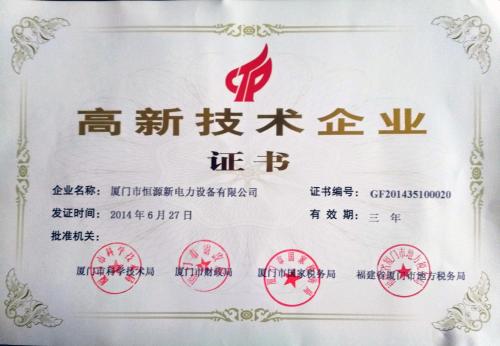 高新技术企业
证书
企业名称：厦门市恒源新电力设备有限公司 证书编号：GF201435100020
发证时间：2014年6月27日 有效期：三年
批准机关：
厦门市科学技术局 厦门市财政局 厦门市国家税务局 福建省厦门市地方税务局